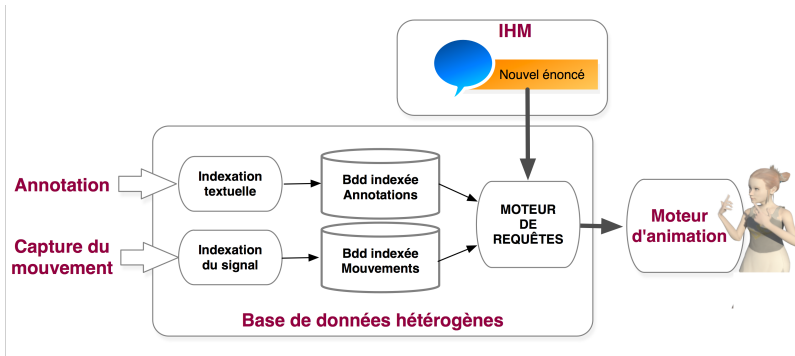 IHM
Nouvel énoncé
Annotation
Indexation
textuelle
Bdd indexée
Annotations
Capture du
mouvement
Indexation
du signal
Bdd indexée
Mouvements
MOTEUR
DE
REQUÊTES
Moteur
d'animation
Base de données hétérogènes